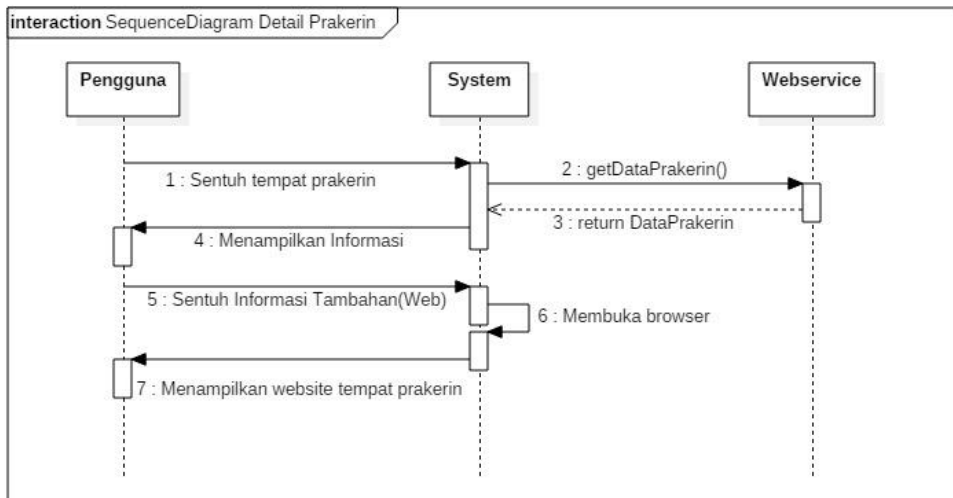 interaction SequenceDiagram Detail Prakerin
Pengguna
System
Webservice
1 : Sentuh tempat prakerin
2 : getDataPrakerin()
3 : return DataPrakerin
4 : Menampilkan Informasi
5 : Sentuh Informasi Tambahan(Web)
6 : Membuka browser
7 : Menampilkan website tempat prakerin